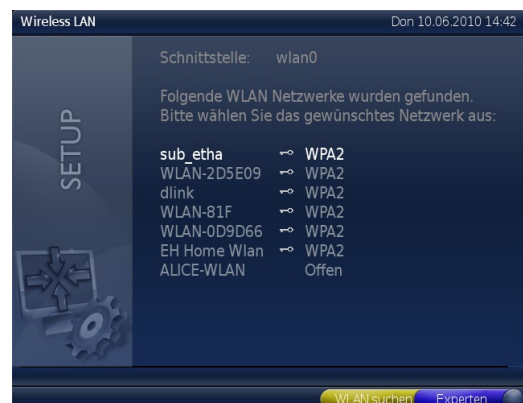 Wireless LAN Don 10.06.2010 14:42
SETUP
Schnittstelle: wlan0
Folgende WLAN Netzwerke wurden gefunden.
Bitte wählen Sie das gewünschtes Netzwerk aus:
sub_etha WPA2
WLAN-2D5E09 WPA2
dlink WPA2
WLAN-81F WPA2
WLAN-0D9D66 WPA2
EH Home Wlan WPA2
ALICE-WLAN Offen
WLAN suchen Experten